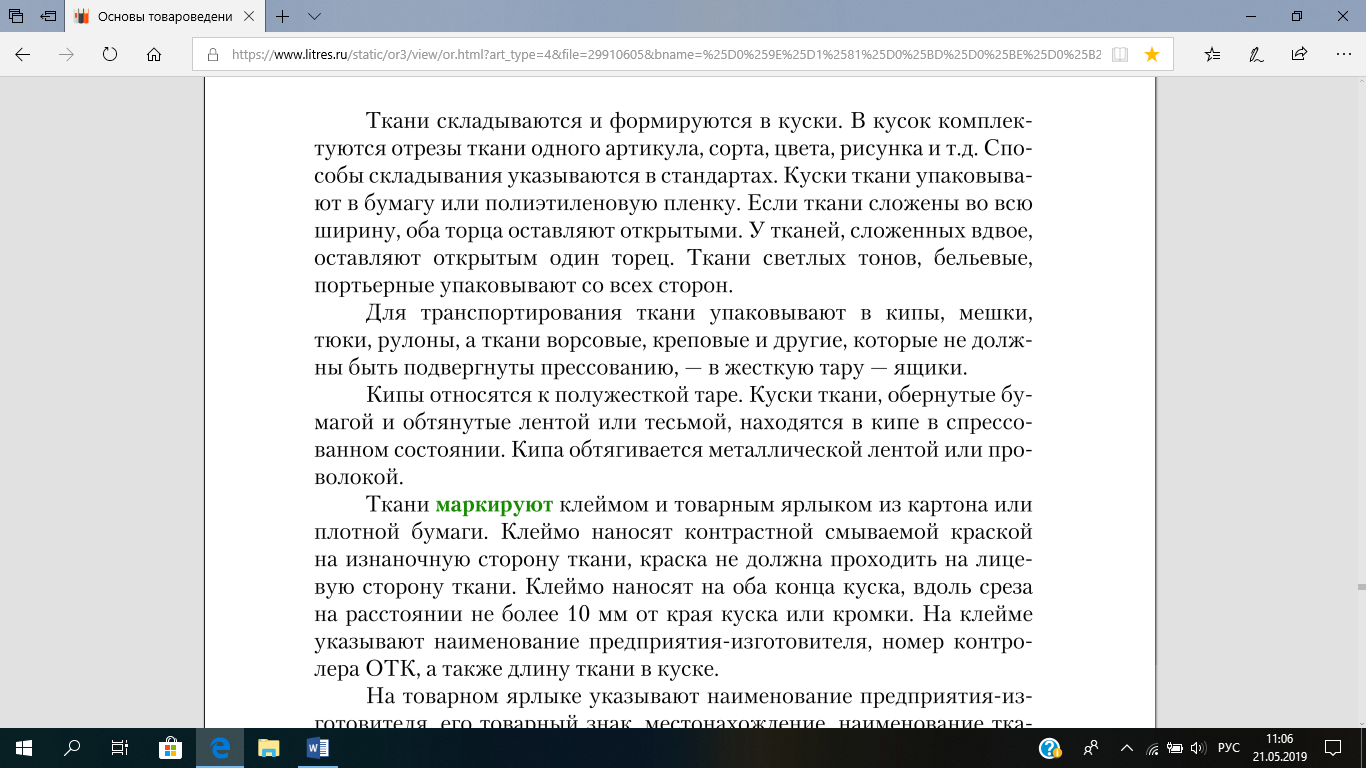 Основы товароведени
https://www.litres.ru/static/or3/view/or.html?art_type=4&file=29910605&bname=%25D0%259E%25D1%2581%25D0%25BD%25D0%25BE%25D0%25B2
Ткани складываются и формируются в куски. В кусок комплек-
туются отрезы ткани одного артикула, сорта, цвета, рисунка и т.д. Спо-
собы складывания указываются в стандартах. Куски ткани упаковыва-
ют в бумагу или полиэтиленовую пленку. Если ткани сложены во всю
ширину, оба торца оставляют открытыми. У тканей, сложенных вдвое,
оставляют открытым один торец. Ткани светлых тонов, бельевые,
портьерные упаковывают со всех сторон.
Для транспортирования ткани упаковывают в кипы, мешки,
тюки, рулоны, а ткани ворсовые, креповые и другие, которые не долж-
ны быть подвергнуты прессованию, — в жесткую тару — ящики.
Кипы относятся к полужесткой таре. Куски ткани, обернутые бу-
магой и обтянутые лентой или тесьмой, находятся в кипе в спрессо-
ванном состоянии. Кипа обтягивается металлической лентой или про-
волокой.
Ткани маркируют клеймом и товарным ярлыком из картона или
плотной бумаги. Клеймо наносят контрастной смываемой краской
на изнаночную сторону ткани, краска не должна проходить на лице-
вую сторону ткани. Клеймо наносят на оба конца куска, вдоль среза
на расстоянии не более 10 мм от края куска или кромки. На клейме
указывают наименование предприятия-изготовителя, номер контро-
лера ОТК, а также длину ткани в куске.
На товарном ярлыке указывают наименование предприятия-из-
готовителя, его товарный знак, местонахождение, наименование тка-
РУС
11:06
21.05.2019